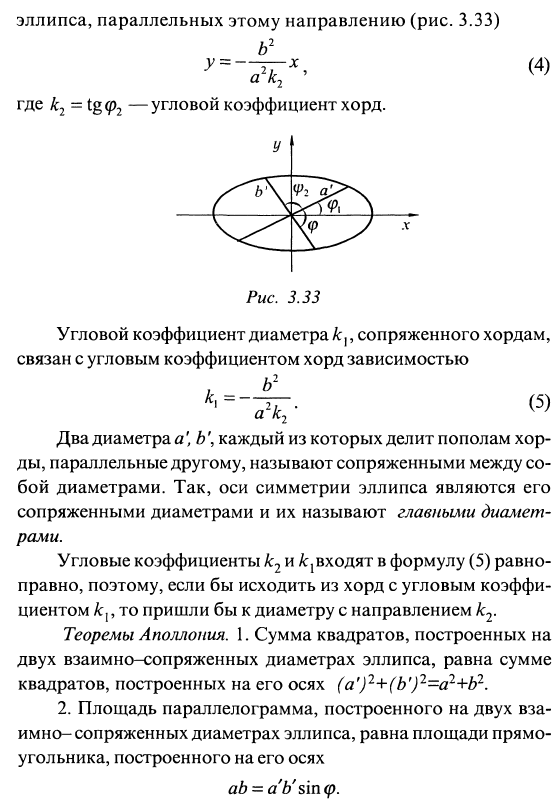 эллипса, параллельных этому направлению (рис. 3.33)
y = − b² / (a²k₂) x , (4)
где k₂ = tg φ₂ — угловой коэффициент хорд.
y
b' φ₂ a'
φ₁
φ
x
Рис. 3.33
Угловой коэффициент диаметра k₁, сопряженного хордам,
связан с угловым коэффициентом хорд зависимостью
k₁ = − b² / (a²k₂) . (5)
Два диаметра a', b', каждый из которых делит пополам хор-
ды, параллельные другому, называют сопряженными между со-
бой диаметрами. Так, оси симметрии эллипса являются его
сопряженными диаметрами и их называют главными диамет-
рами.
Угловые коэффициенты k₂ и k₁входят в формулу (5) равно-
правно, поэтому, если бы исходить из хорд с угловым коэффи-
циентом k₁, то пришли бы к диаметру с направлением k₂.
Теоремы Аполлония. 1. Сумма квадратов, построенных на
двух взаимно–сопряженных диаметрах эллипса, равна сумме
квадратов, построенных на его осях (a')²+(b')²=a²+b².
2. Площадь параллелограмма, построенного на двух вза-
имно– сопряженных диаметрах эллипса, равна площади прямо-
угольника, построенного на его осях
ab = a'b' sin φ.